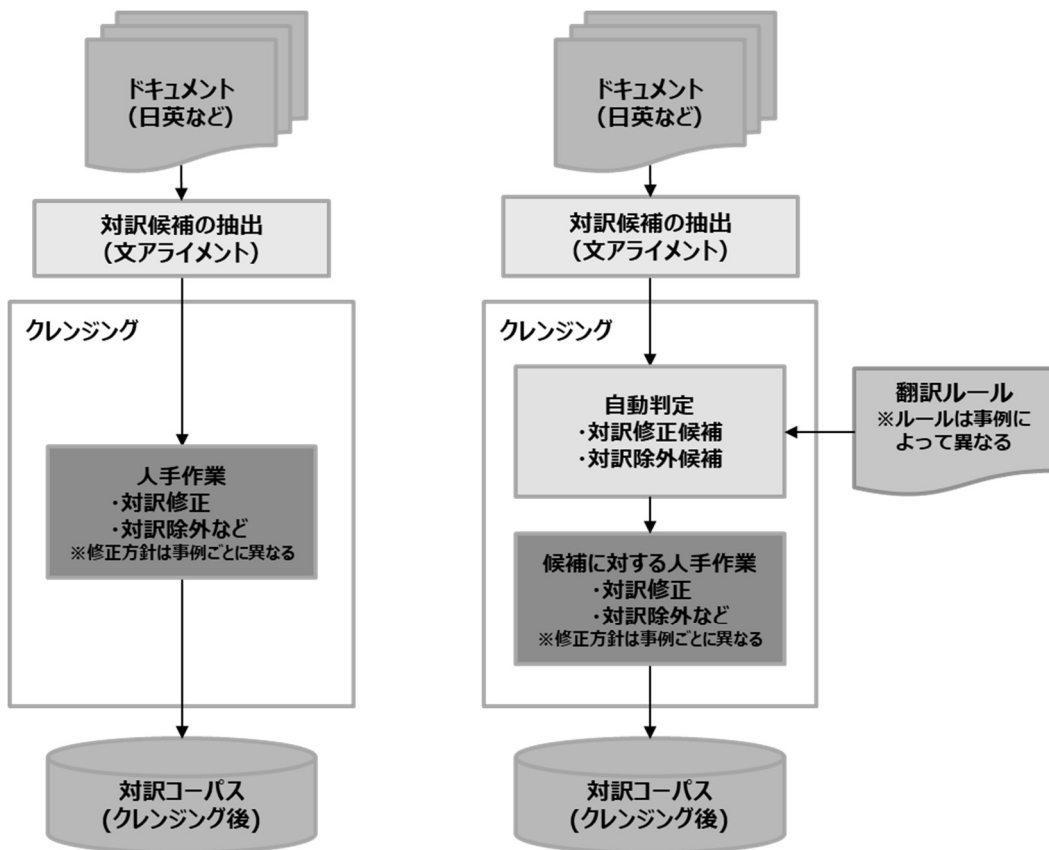 ドキュメント
(日英など)
対訳候補の抽出
(文アライメント)
クレンジング
人手作業
・対訳修正
・対訳除外など
※修正方針は事例ごとに異なる
対訳コーパス
(クレンジング後)
ドキュメント
(日英など)
対訳候補の抽出
(文アライメント)
クレンジング
自動判定
・対訳修正候補
・対訳除外候補
翻訳ルール
※ルールは事例に
よって異なる
候補に対する人手作業
・対訳修正
・対訳除外など
※修正方針は事例ごとに異なる
対訳コーパス
(クレンジング後)